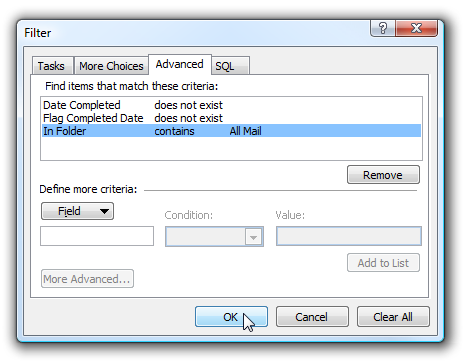 Filter
?
Tasks More Choices Advanced SQL
Find items that match these criteria:
Date Completed does not exist
Flag Completed Date does not exist
In Folder contains All Mail
Remove
Define more criteria:
Field Condition: Value:
Add to List
More Advanced...
OK Cancel Clear All